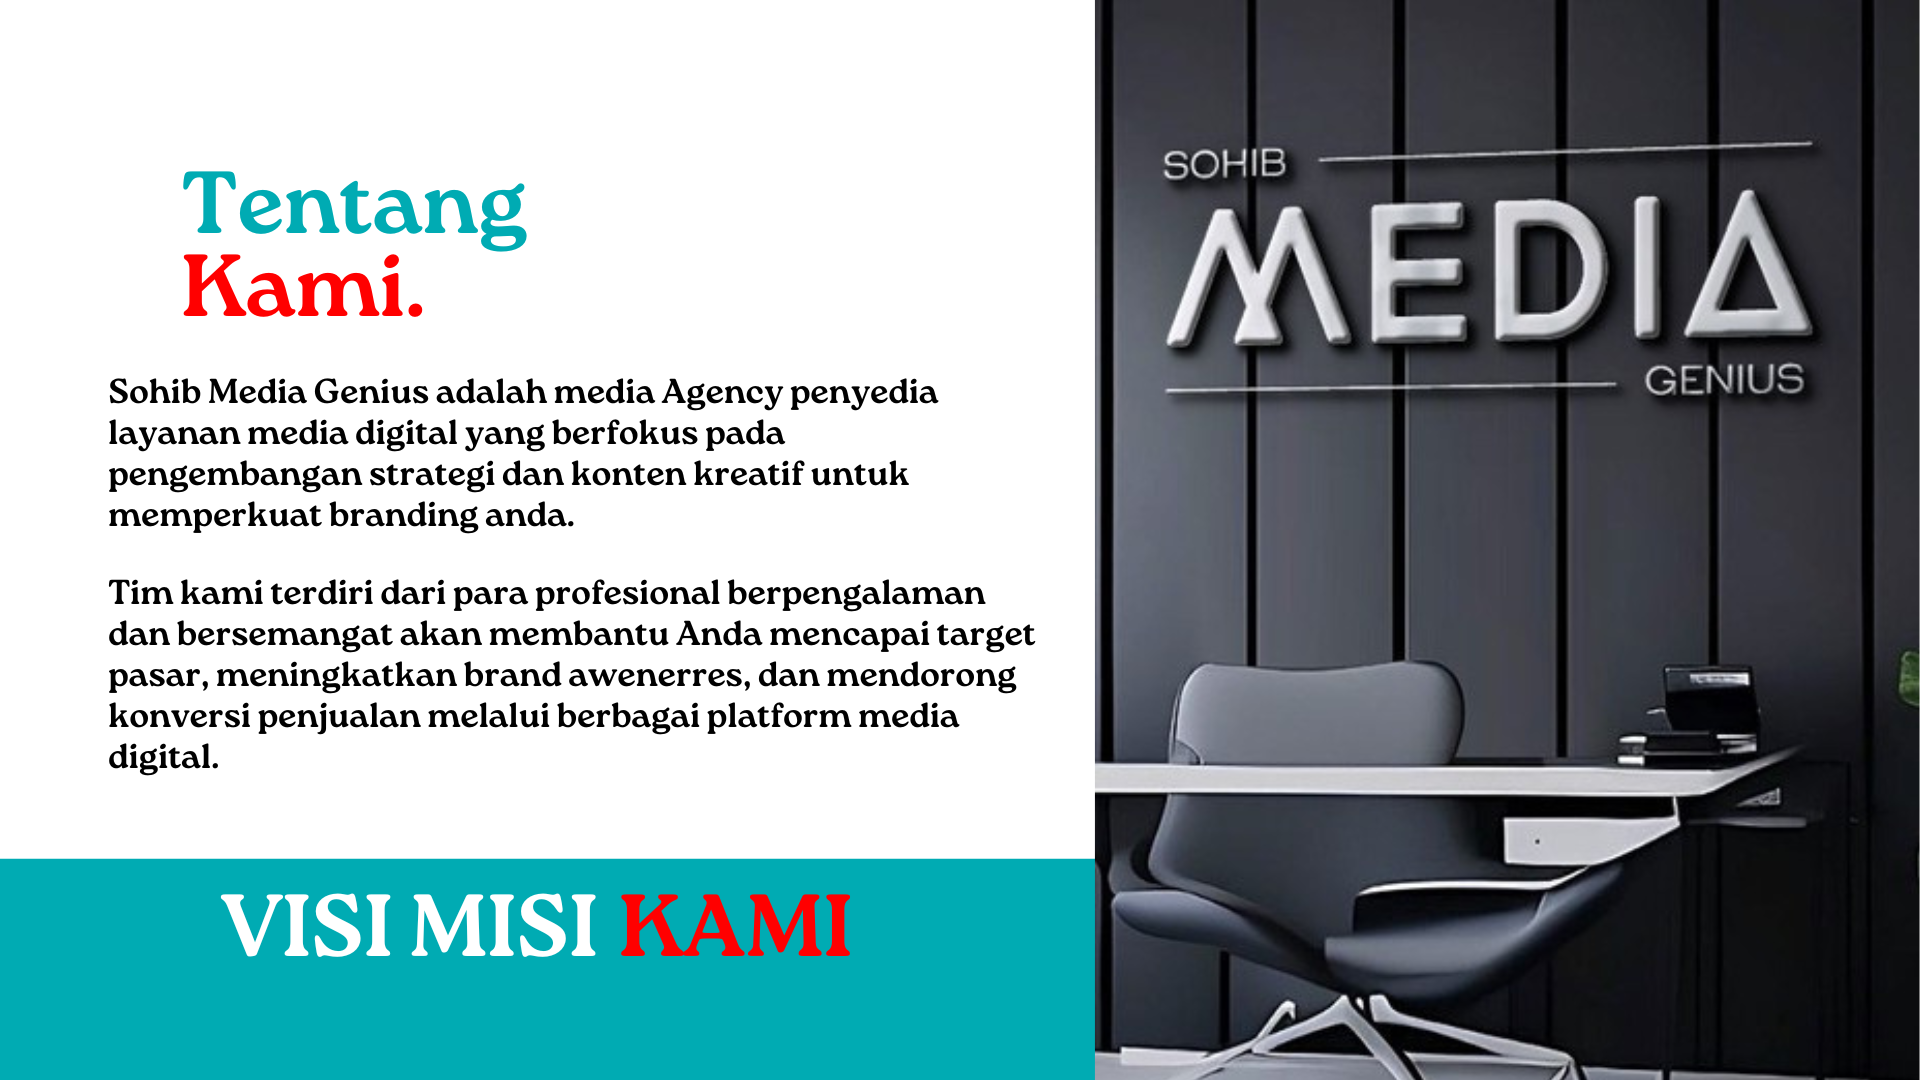 Tentang
Kami.
Sohib Media Genius adalah media Agency penyedia
layanan media digital yang berfokus pada
pengembangan strategi dan konten kreatif untuk
memperkuat branding anda.
Tim kami terdiri dari para profesional berpengalaman
dan bersemangat akan membantu Anda mencapai target
pasar, meningkatkan brand awenerres, dan mendorong
konversi penjualan melalui berbagai platform media
digital.
VISI MISI KAMI
SOHIB
MEDIA
GENIUS